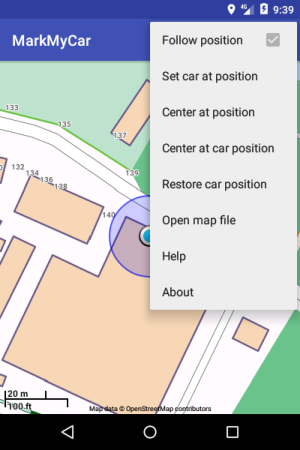 4G 9:39
MarkMyCar
Follow position
Set car at position
Center at position
Center at car position
Restore car position
Open map file
Help
About
133
135
137
139
132
134
136
138
140
20 m
100 ft
Map data © OpenStreetMap contributors